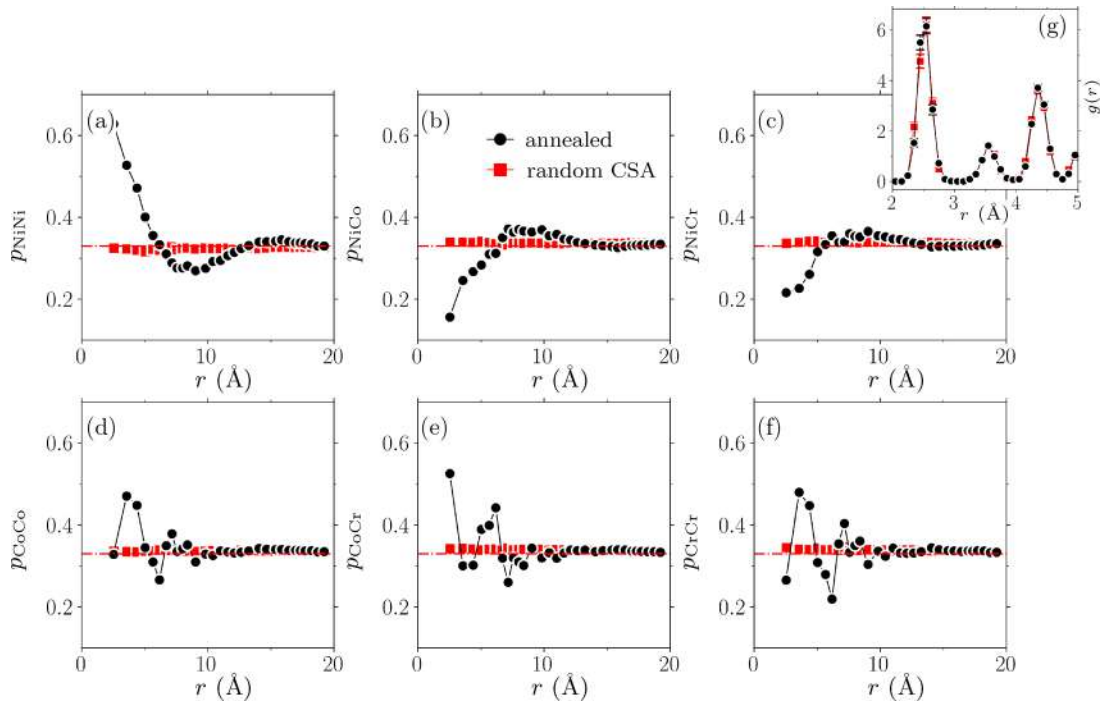 (g)
6
4
2
0
g(r)
2 3 4 5
r (Å)
(a)
0.6
0.4
0.2
pNiNi
0 10 20
r (Å)
(b)
annealed
random CSA
0.6
0.4
0.2
pNiCo
0 10 20
r (Å)
(c)
0.6
0.4
0.2
pNiCr
0 10 20
r (Å)
(d)
0.6
0.4
0.2
pCoCo
0 10 20
r (Å)
(e)
0.6
0.4
0.2
pCoCr
0 10 20
r (Å)
(f)
0.6
0.4
0.2
pCrCr
0 10 20
r (Å)